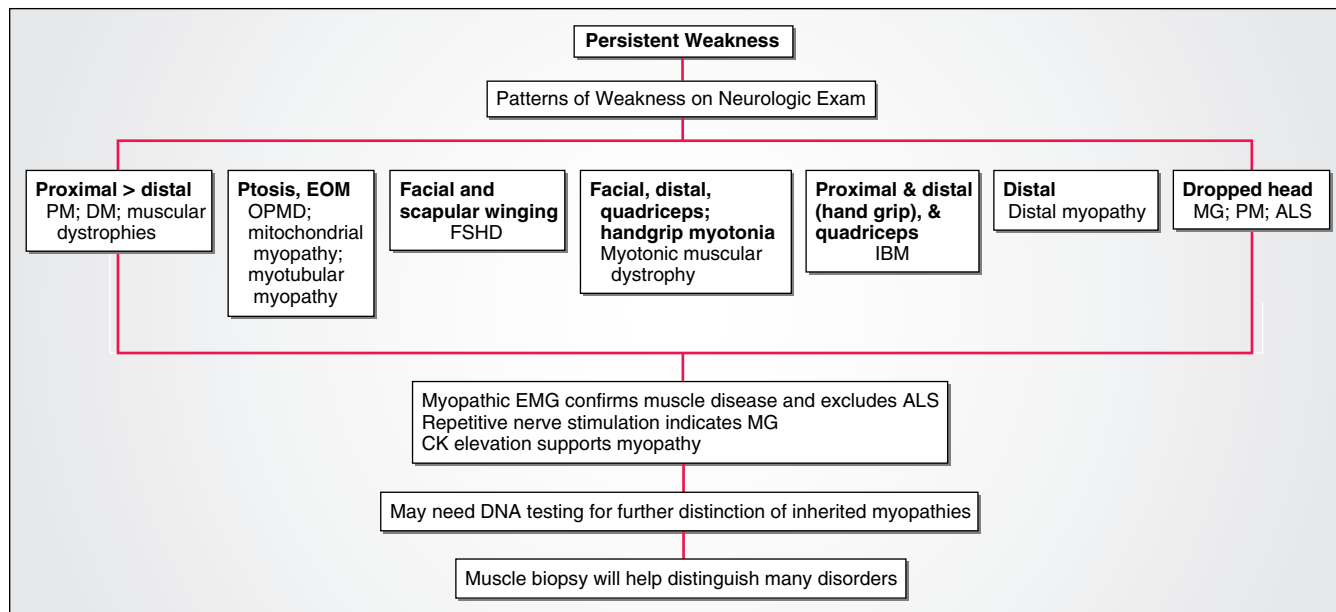 Persistent Weakness
Patterns of Weakness on Neurologic Exam
Proximal > distal
PM; DM; muscular
dystrophies
Ptosis, EOM
OPMD;
mitochondrial
myopathy;
myotubular
myopathy
Facial and
scapular winging
FSHD
Facial, distal,
quadriceps;
handgrip myotonia
Myotonic muscular
dystrophy
Proximal & distal
(hand grip), &
quadriceps
IBM
Distal
Distal myopathy
Dropped head
MG; PM; ALS
Myopathic EMG confirms muscle disease and excludes ALS
Repetitive nerve stimulation indicates MG
CK elevation supports myopathy
May need DNA testing for further distinction of inherited myopathies
Muscle biopsy will help distinguish many disorders